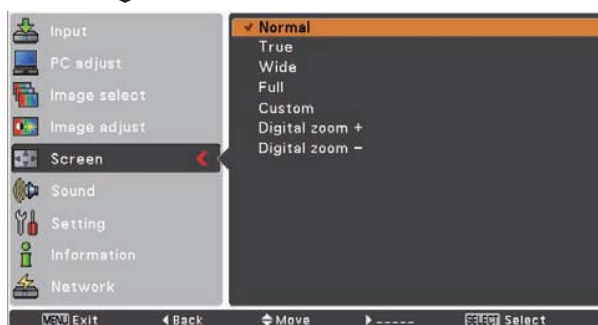 Input
PC adjust
Image select
Image adjust
Screen
Sound
Setting
Information
Network
Normal
True
Wide
Full
Custom
Digital zoom +
Digital zoom –
MENU Exit ◀ Back Move ▶ ----- SELECT Select